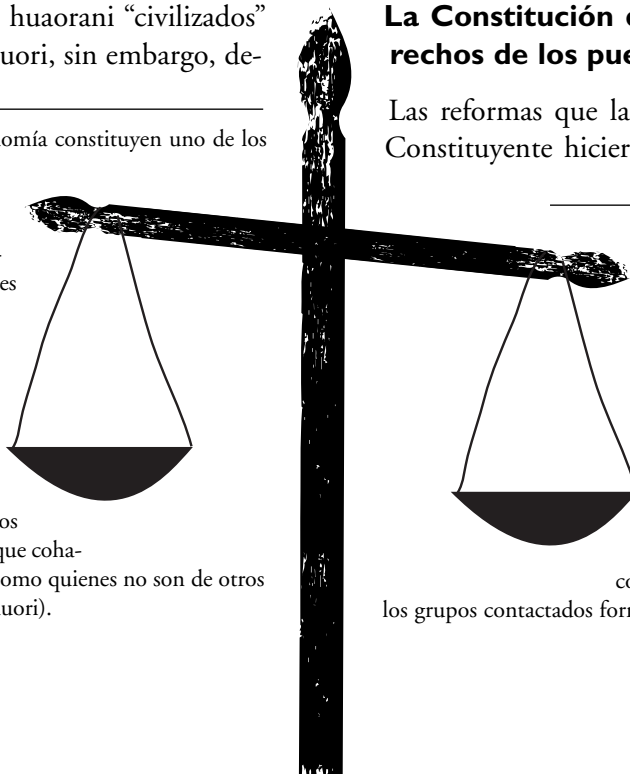 huaorani “civilizados”
uori, sin embargo, de-
omía constituyen uno de los
es
os
que coha-
omo quienes no son de otros
uori).
La Constitución
rechos de los pue
Las reformas que la
Constituyente hicier
co
los grupos contactados for